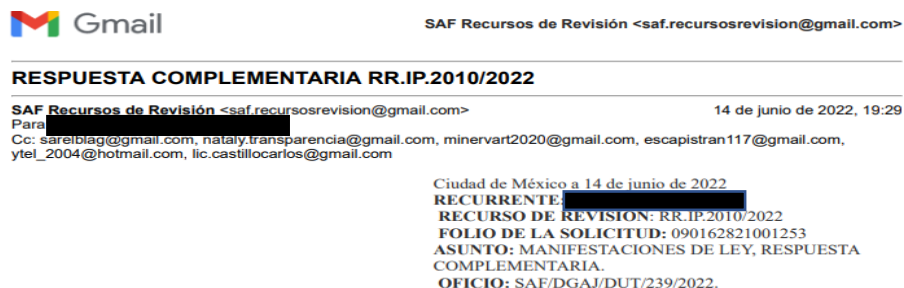 Gmail
SAF Recursos de Revisión <saf.recursosrevision@gmail.com>
RESPUESTA COMPLEMENTARIA RR.IP.2010/2022
SAF Recursos de Revisión <saf.recursosrevision@gmail.com> 14 de junio de 2022, 19:29
Para
Cc: sarelblag@gmail.com, nataly.transparencia@gmail.com, minervart2020@gmail.com, escapistran117@gmail.com,
ytel_2004@hotmail.com, lic.castillocarlos@gmail.com
Ciudad de México a 14 de junio de 2022
RECURRENTE:
RECURSO DE REVISIÓN: RR.IP.2010/2022
FOLIO DE LA SOLICITUD: 090162821001253
ASUNTO: MANIFESTACIONES DE LEY, RESPUESTA
COMPLEMENTARIA.
OFICIO: SAF/DGAJ/DUT/239/2022.